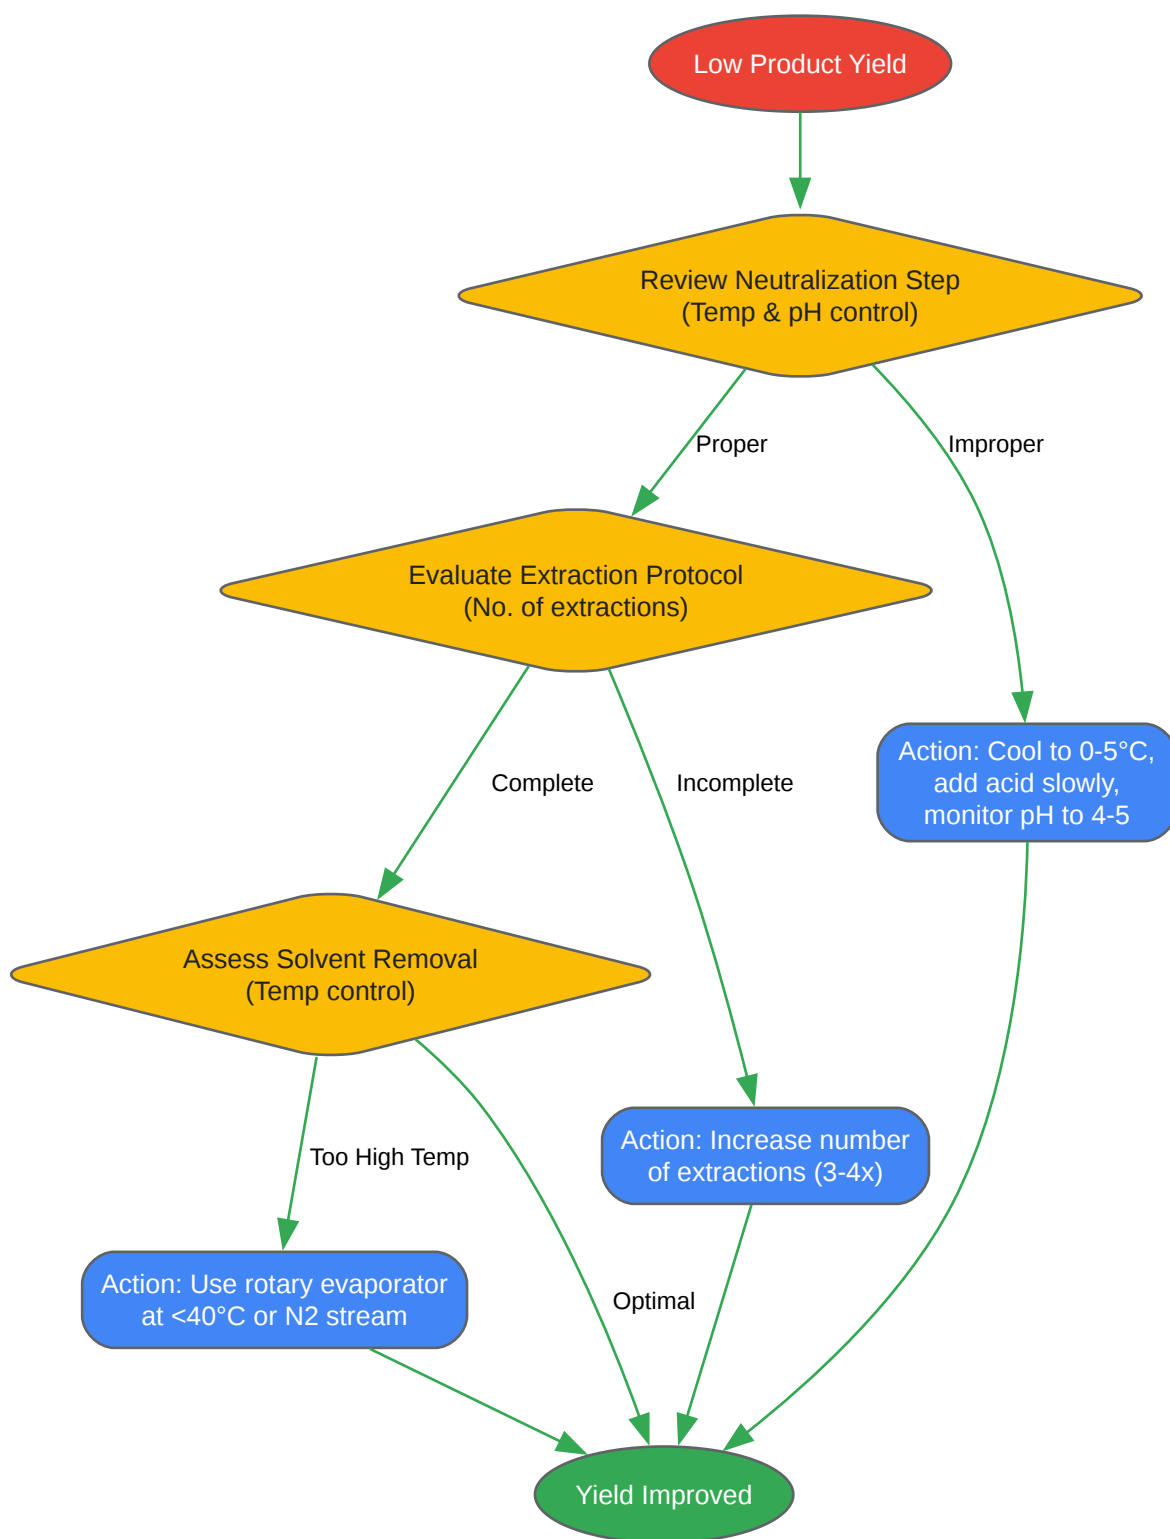 Low Product Yield
Review Neutralization Step
(Temp & pH control)
Proper
Improper
Evaluate Extraction Protocol
(No. of extractions)
Complete
Incomplete
Action: Cool to 0-5°C,
add acid slowly,
monitor pH to 4-5
Assess Solvent Removal
(Temp control)
Too High Temp
Action: Increase number
of extractions (3-4x)
Action: Use rotary evaporator
at <40°C or N2 stream
Optimal
Yield Improved